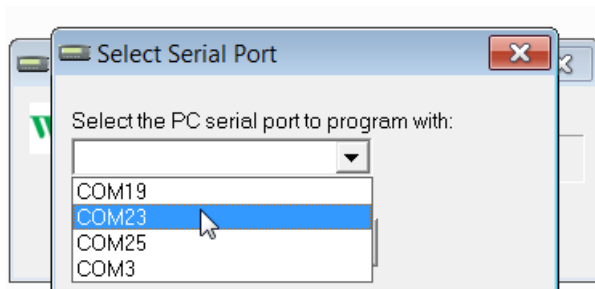 Select Serial Port
Select the PC serial port to program with:
COM19
COM23
COM25
COM3